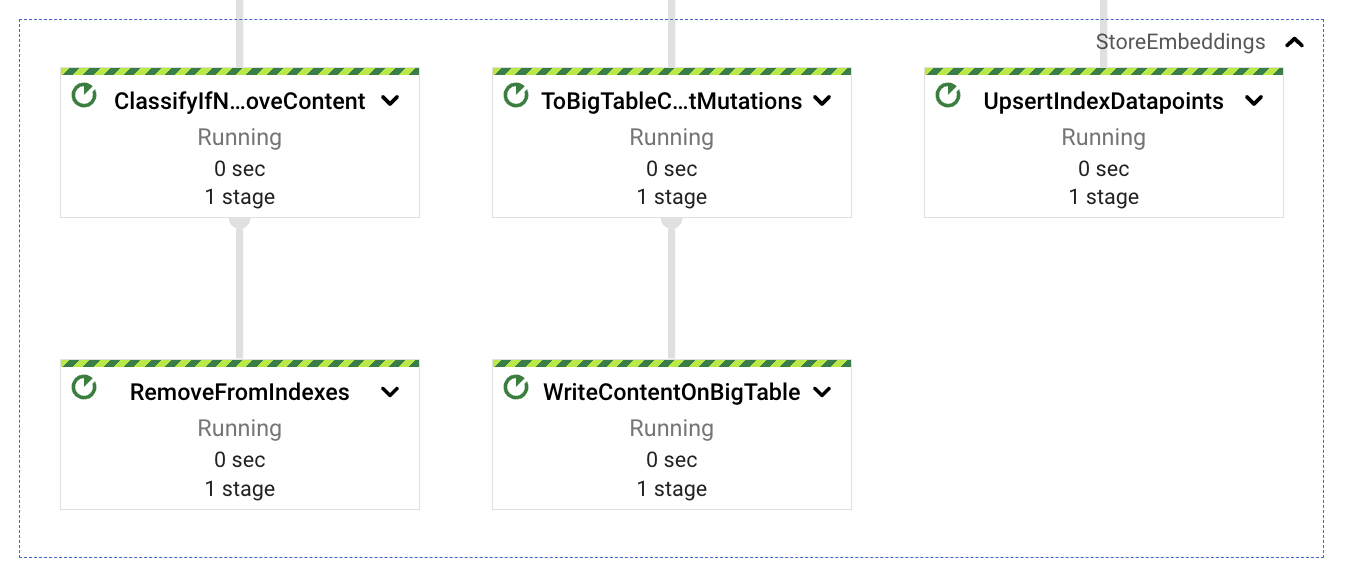 StoreEmbeddings
ClassifyIfN...oveContent
Running
0 sec
1 stage
ToBigTableC...tMutations
Running
0 sec
1 stage
UpsertIndexDatapoints
Running
0 sec
1 stage
RemoveFromIndexes
Running
0 sec
1 stage
WriteContentOnBigTable
Running
0 sec
1 stage